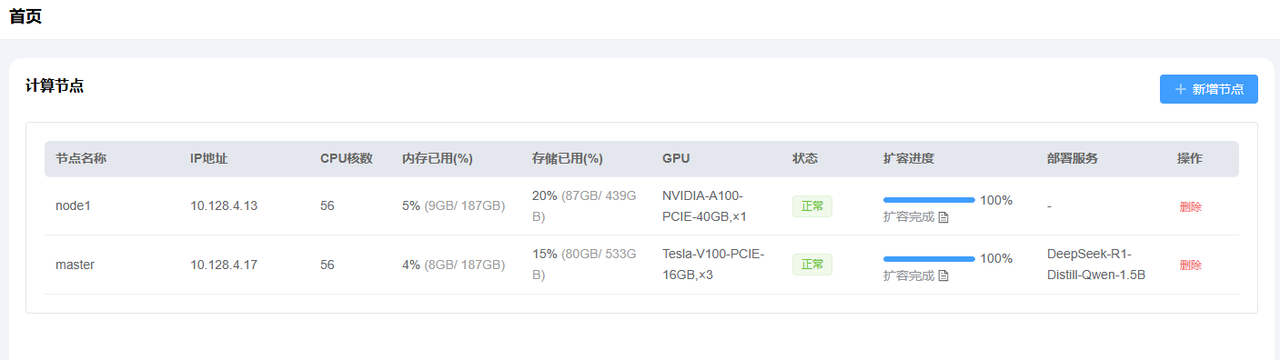 首页
计算节点
+ 新增节点
节点名称 IP地址 CPU核数 内存已用(%) 存储已用(%) GPU 状态 扩容进度 部署服务 操作
node1 10.128.4.13 56 5% (9GB/ 187GB) 20% (87GB/ 439G NVIDIA-A100- 正常 100% - 删除
B) PCIE-40GB,×1 扩容完成
master 10.128.4.17 56 4% (8GB/ 187GB) 15% (80GB/ 533G Tesla-V100-PCIE- 正常 100% DeepSeek-R1- 删除
B) 16GB,×3 扩容完成 Distill-Qwen-1.5B